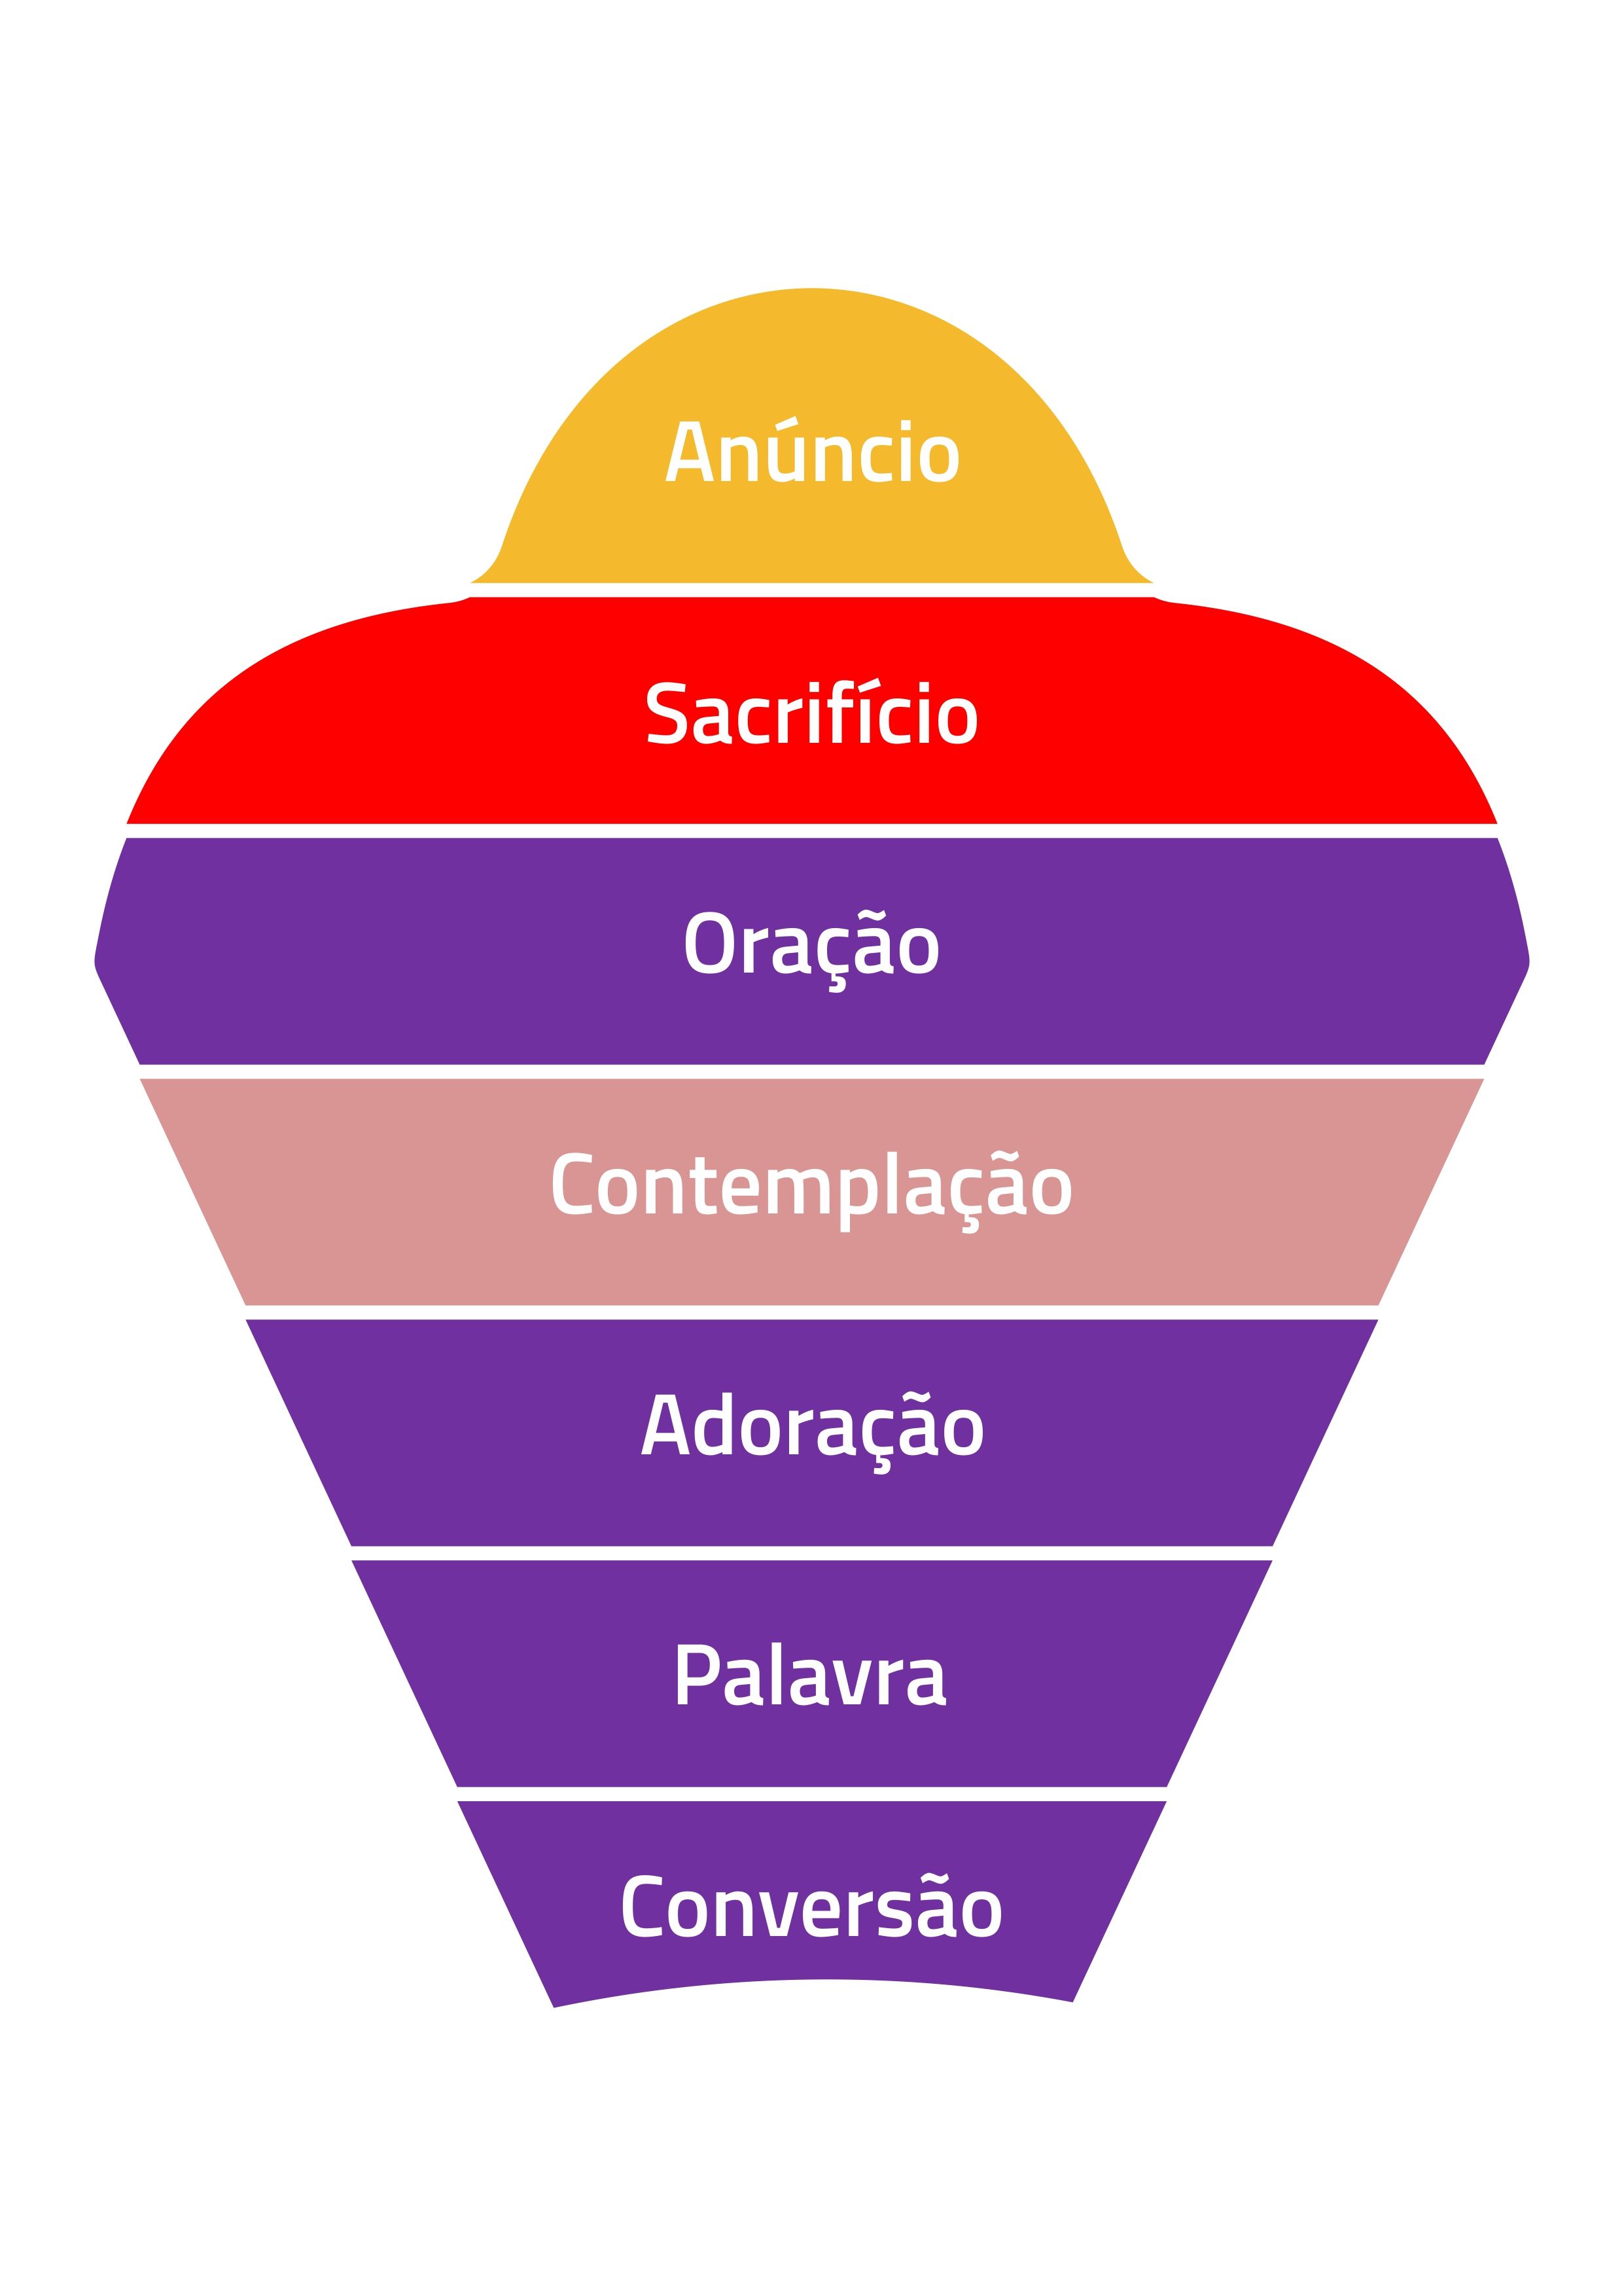 Anúncio
Sacrifício
Oração
Contemplação
Adoração
Palavra
Conversão